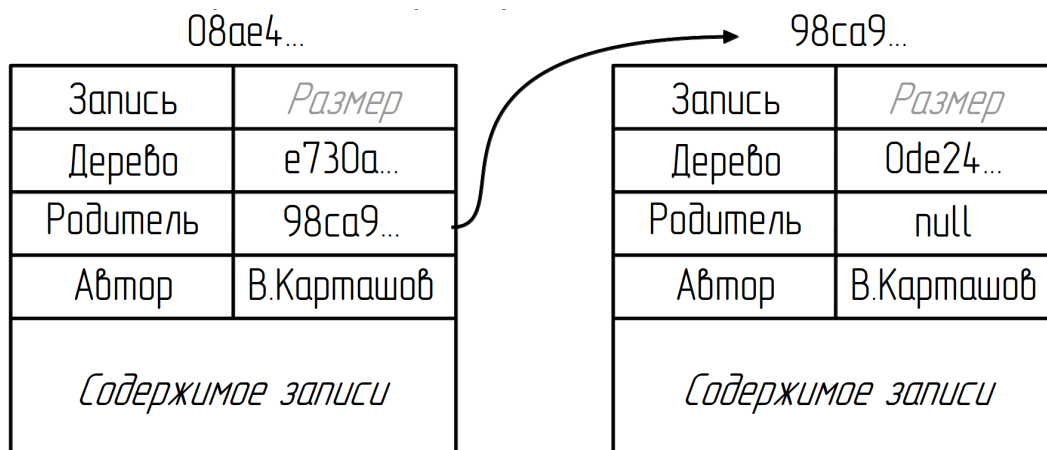 08ae4...
98ca9...
Запись Размер
Дерево e730a...
Родитель 98ca9...
Автор В.Карташов
Содержимое записи
Запись Размер
Дерево 0de24...
Родитель null
Автор В.Карташов
Содержимое записи